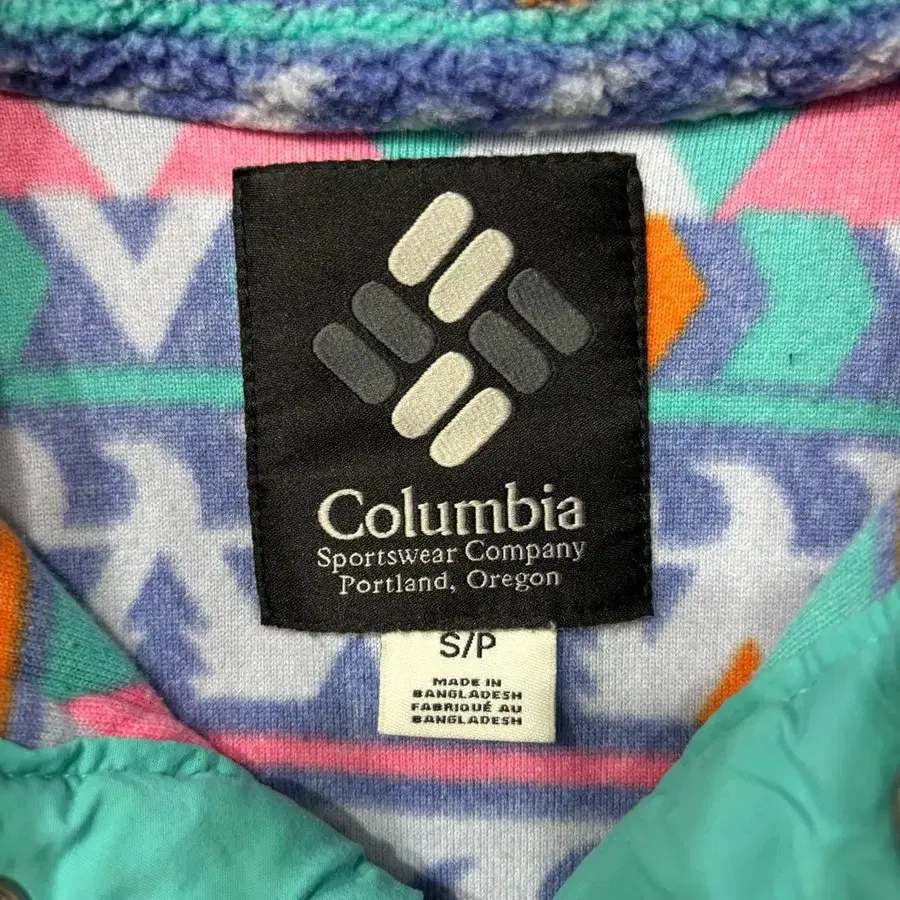 Columbia
Sportswear Company
Portland, Oregon
S/P
MADE IN
BANGLADESH
FABRIQUÉ AU
BANGLADESH